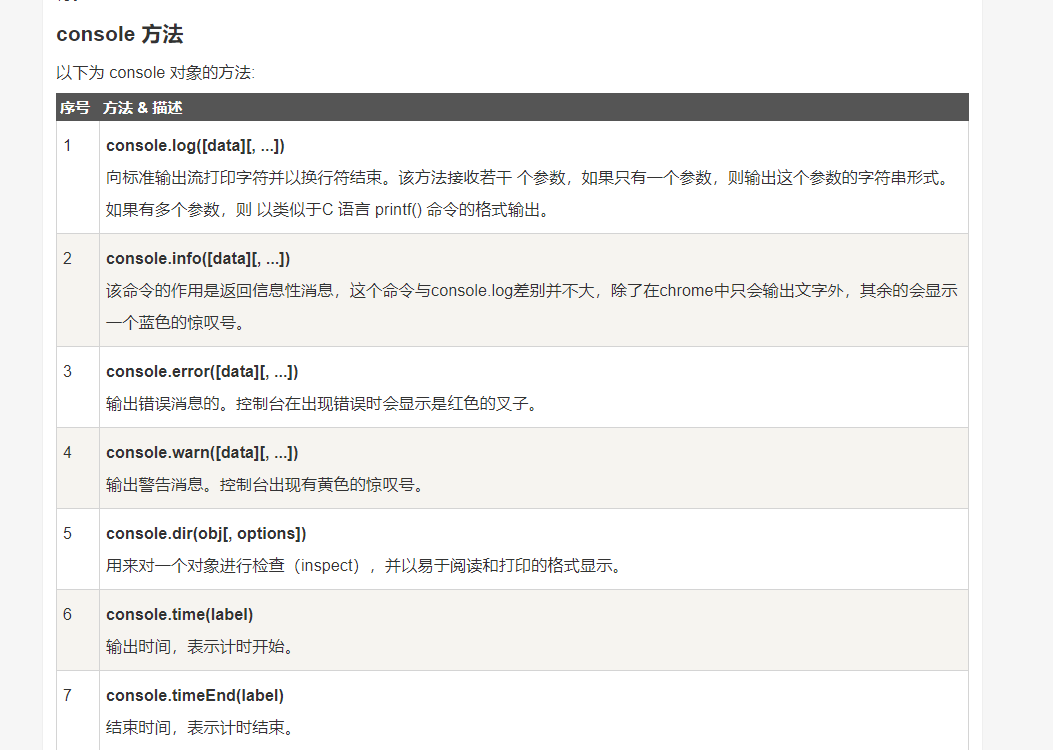 console 方法
以下为 console 对象的方法:
序号 方法 & 描述
1 console.log([data][, ...])
向标准输出流打印字符并以换行符结束。该方法接收若干 个参数，如果只有一个参数，则输出这个参数的字符串形式。
如果有多个参数，则 以类似于C 语言 printf() 命令的格式输出。
2 console.info([data][, ...])
该命令的作用是返回信息性消息，这个命令与console.log差别并不大，除了在chrome中只会输出文字外，其余的会显示
一个蓝色的惊叹号。
3 console.error([data][, ...])
输出错误消息的。控制台在出现错误时会显示是红色的叉子。
4 console.warn([data][, ...])
输出警告消息。控制台出现有黄色的惊叹号。
5 console.dir(obj[, options])
用来对一个对象进行检查（inspect），并以易于阅读和打印的格式显示。
6 console.time(label)
输出时间，表示计时开始。
7 console.timeEnd(label)
结束时间，表示计时结束。